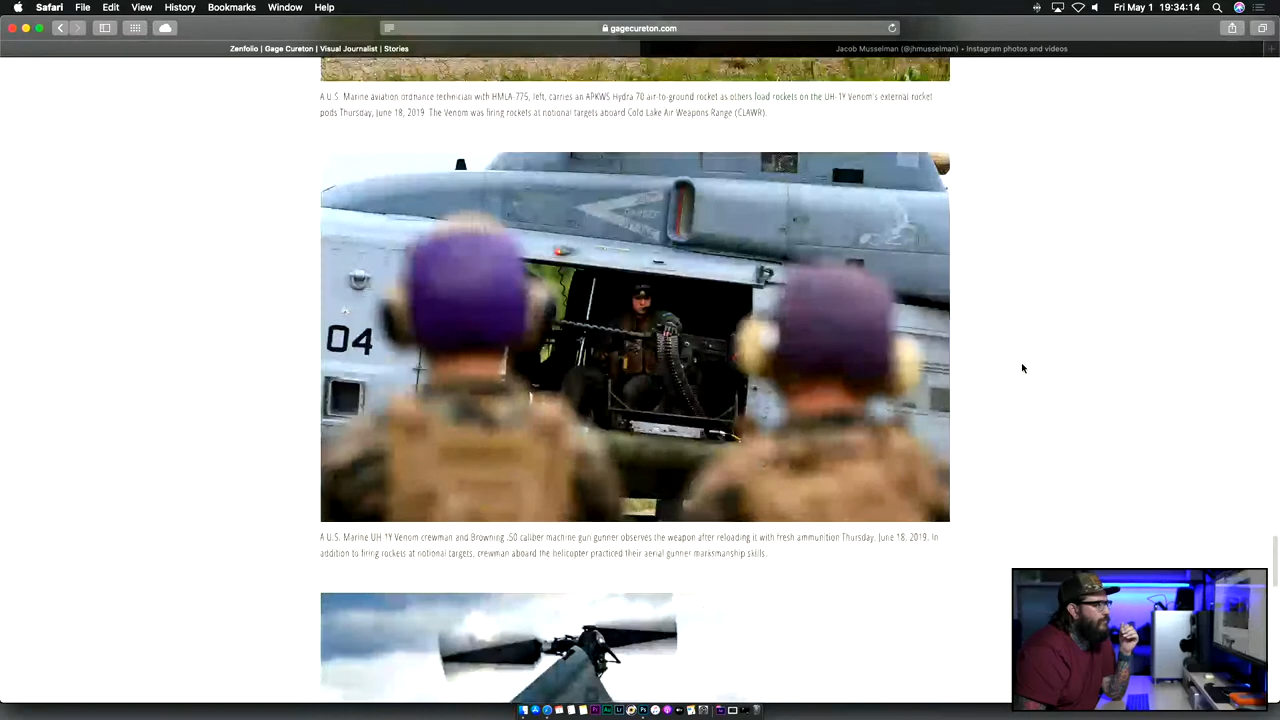 Safari File Edit View History Bookmarks Window Help Fri May 1 19:34:14
gagecureton.com
Zenfolio | Gage Cureton | Visual Journalist | Stories
Jacob Musselman (@jhmusselman) • Instagram photos and videos
A U.S. Marine aviation ordnance technician with HMLA-775, left, carries an APKWS Hydra 70 air-to-ground rocket as others load rockets on the UH-1Y Venom's external rocket
pods Thursday, June 18, 2019. The Venom was firing rockets at notional targets aboard Cold Lake Air Weapons Range (CLAWR).
04
A U.S. Marine UH-1Y Venom crewman and Browning .50 caliber machine gun gunner observes the weapon after reloading it with fresh ammunition Thursday, June 18, 2019. In
addition to firing rockets at notional targets, crewman aboard the helicopter practiced their aerial gunner marksmanship skills.